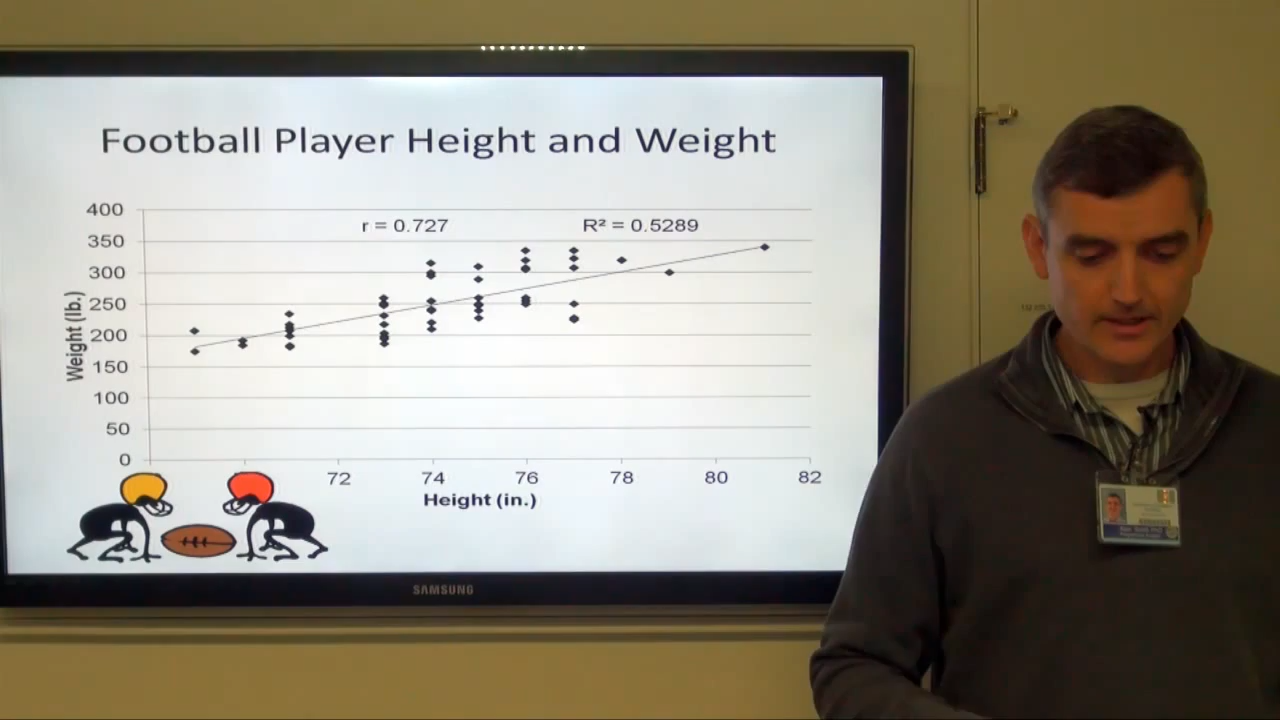 Football Player Height and Weight
400
r = 0.727 R² = 0.5289
350
300
250
200
150
100
50
0
Weight (lb.)
72 74 76 78 80 82
Height (in.)
SAMSUNG